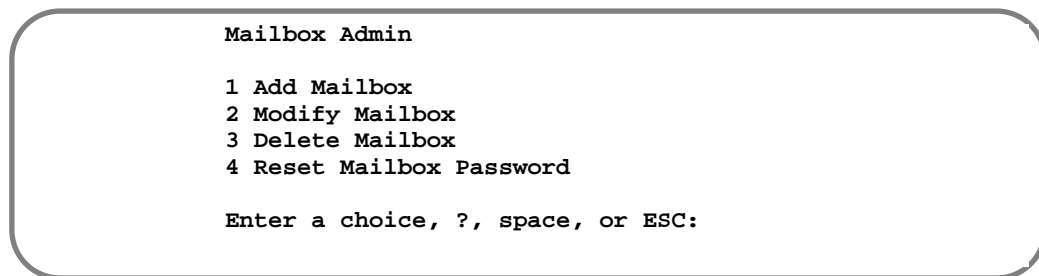 Mailbox Admin
1 Add Mailbox
2 Modify Mailbox
3 Delete Mailbox
4 Reset Mailbox Password
Enter a choice, ?, space, or ESC: